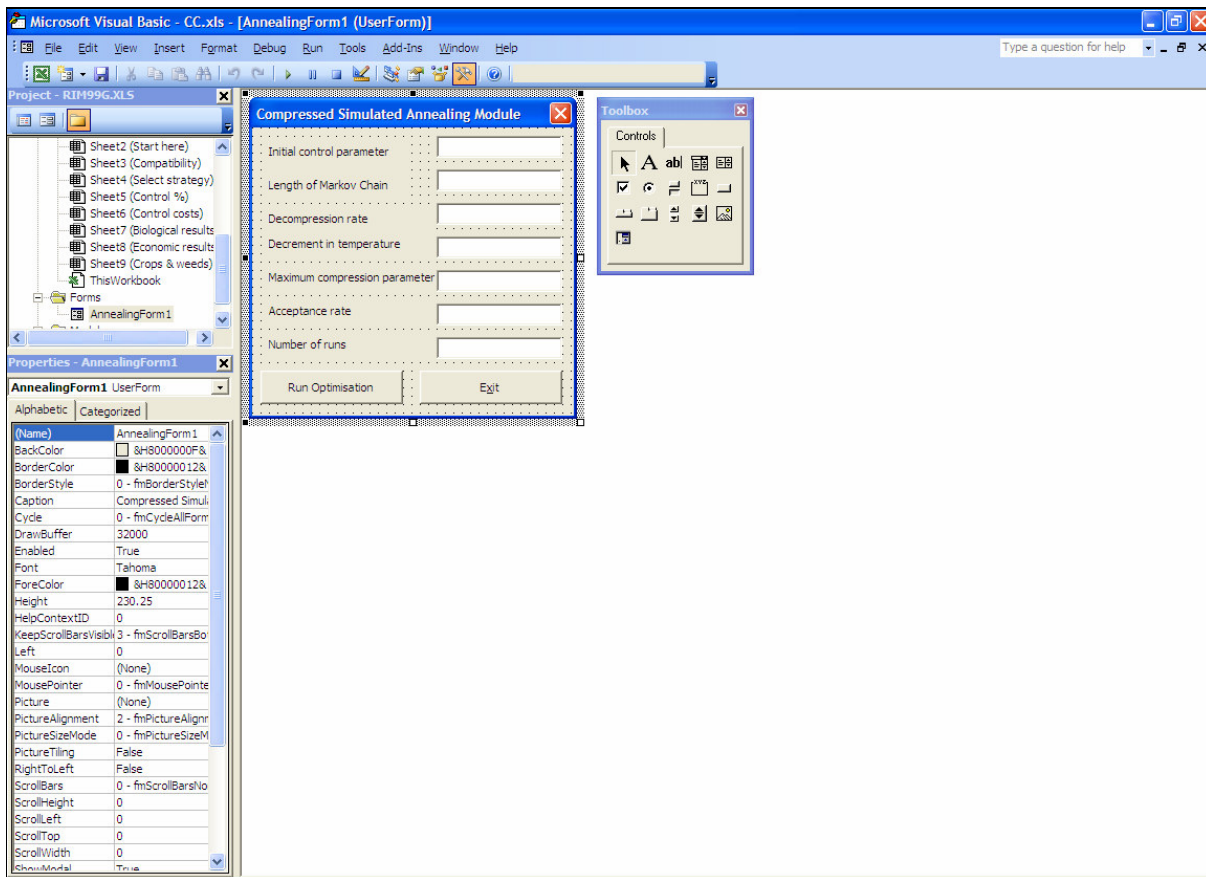 Microsoft Visual Basic - CC.xls - [AnnealingForm1 (UserForm)]
File Edit View Insert Format Debug Run Tools Add-Ins Window Help
Type a question for help
Project - RIM99G.XLS
Sheet2 (Start here)
Sheet3 (Compatibility)
Sheet4 (Select strategy)
Sheet5 (Control %)
Sheet6 (Control costs)
Sheet7 (Biological results
Sheet8 (Economic results
Sheet9 (Crops & weeds)
ThisWorkbook
Forms
AnnealingForm1
Properties - AnnealingForm1
AnnealingForm1 UserForm
Alphabetic Categorized
(Name) AnnealingForm1
BackColor &H8000000F&
BorderColor &H80000012&
BorderStyle 0 - fmBorderStyleN
Caption Compressed Simula
Cycle 0 - fmCycleAllForm
DrawBuffer 32000
Enabled True
Font Tahoma
ForeColor &H80000012&
Height 230.25
HelpContextID 0
KeepScrollBarsVisibl 3 - fmScrollBarsBo
Left 0
MouseIcon (None)
MousePointer 0 - fmMousePointe
Picture (None)
PictureAlignment 2 - fmPictureAlignm
PictureSizeMode 0 - fmPictureSizeM
PictureTiling False
RightToLeft False
ScrollBars 0 - fmScrollBarsNo
ScrollHeight 0
ScrollLeft 0
ScrollTop 0
ScrollWidth 0
ShowModal True
Compressed Simulated Annealing Module
Initial control parameter
Length of Markov Chain
Decompression rate
Decrement in temperature
Maximum compression parameter
Acceptance rate
Number of runs
Run Optimisation Exit
Toolbox
Controls
A abl
XYZ